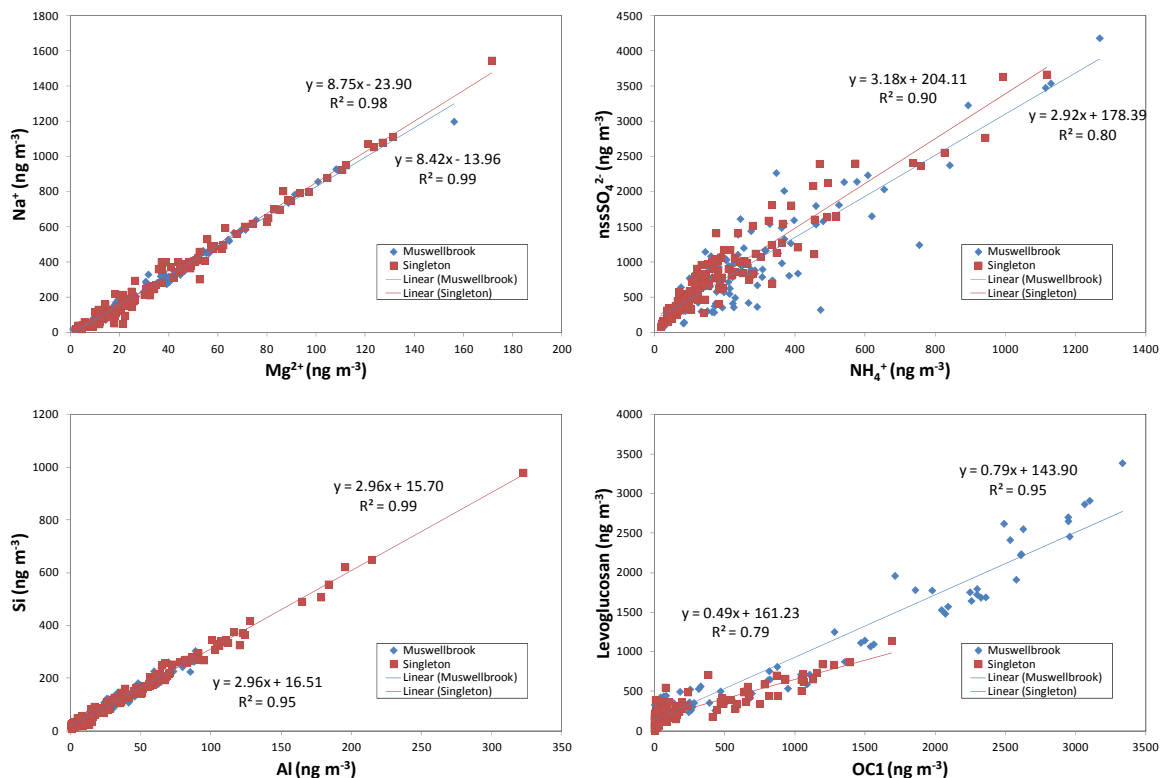 1800
1600
1400
1200
1000
800
600
400
200
0
Na⁺ (ng m⁻³)
y = 8.75x - 23.90
R² = 0.98
y = 8.42x - 13.96
R² = 0.99
Muswellbrook
Singleton
Linear (Muswellbrook)
Linear (Singleton)
0 20 40 60 80 100 120 140 160 180 200
Mg²⁺ (ng m⁻³)
4500
4000
3500
3000
2500
2000
1500
1000
500
0
nssSO₄²⁻ (ng m⁻³)
y = 3.18x + 204.11
R² = 0.90
y = 2.92x + 178.39
R² = 0.80
Muswellbrook
Singleton
Linear (Muswellbrook)
Linear (Singleton)
0 200 400 600 800 1000 1200 1400
NH₄⁺ (ng m⁻³)
1200
1000
800
600
400
200
0
Si (ng m⁻³)
y = 2.96x + 15.70
R² = 0.99
y = 2.96x + 16.51
R² = 0.95
Muswellbrook
Singleton
Linear (Muswellbrook)
Linear (Singleton)
0 50 100 150 200 250 300 350
Al (ng m⁻³)
4000
3500
3000
2500
2000
1500
1000
500
0
Levoglucosan (ng m⁻³)
y = 0.79x + 143.90
R² = 0.95
y = 0.49x + 161.23
R² = 0.79
Muswellbrook
Singleton
Linear (Muswellbrook)
Linear (Singleton)
0 500 1000 1500 2000 2500 3000 3500
OC1 (ng m⁻³)